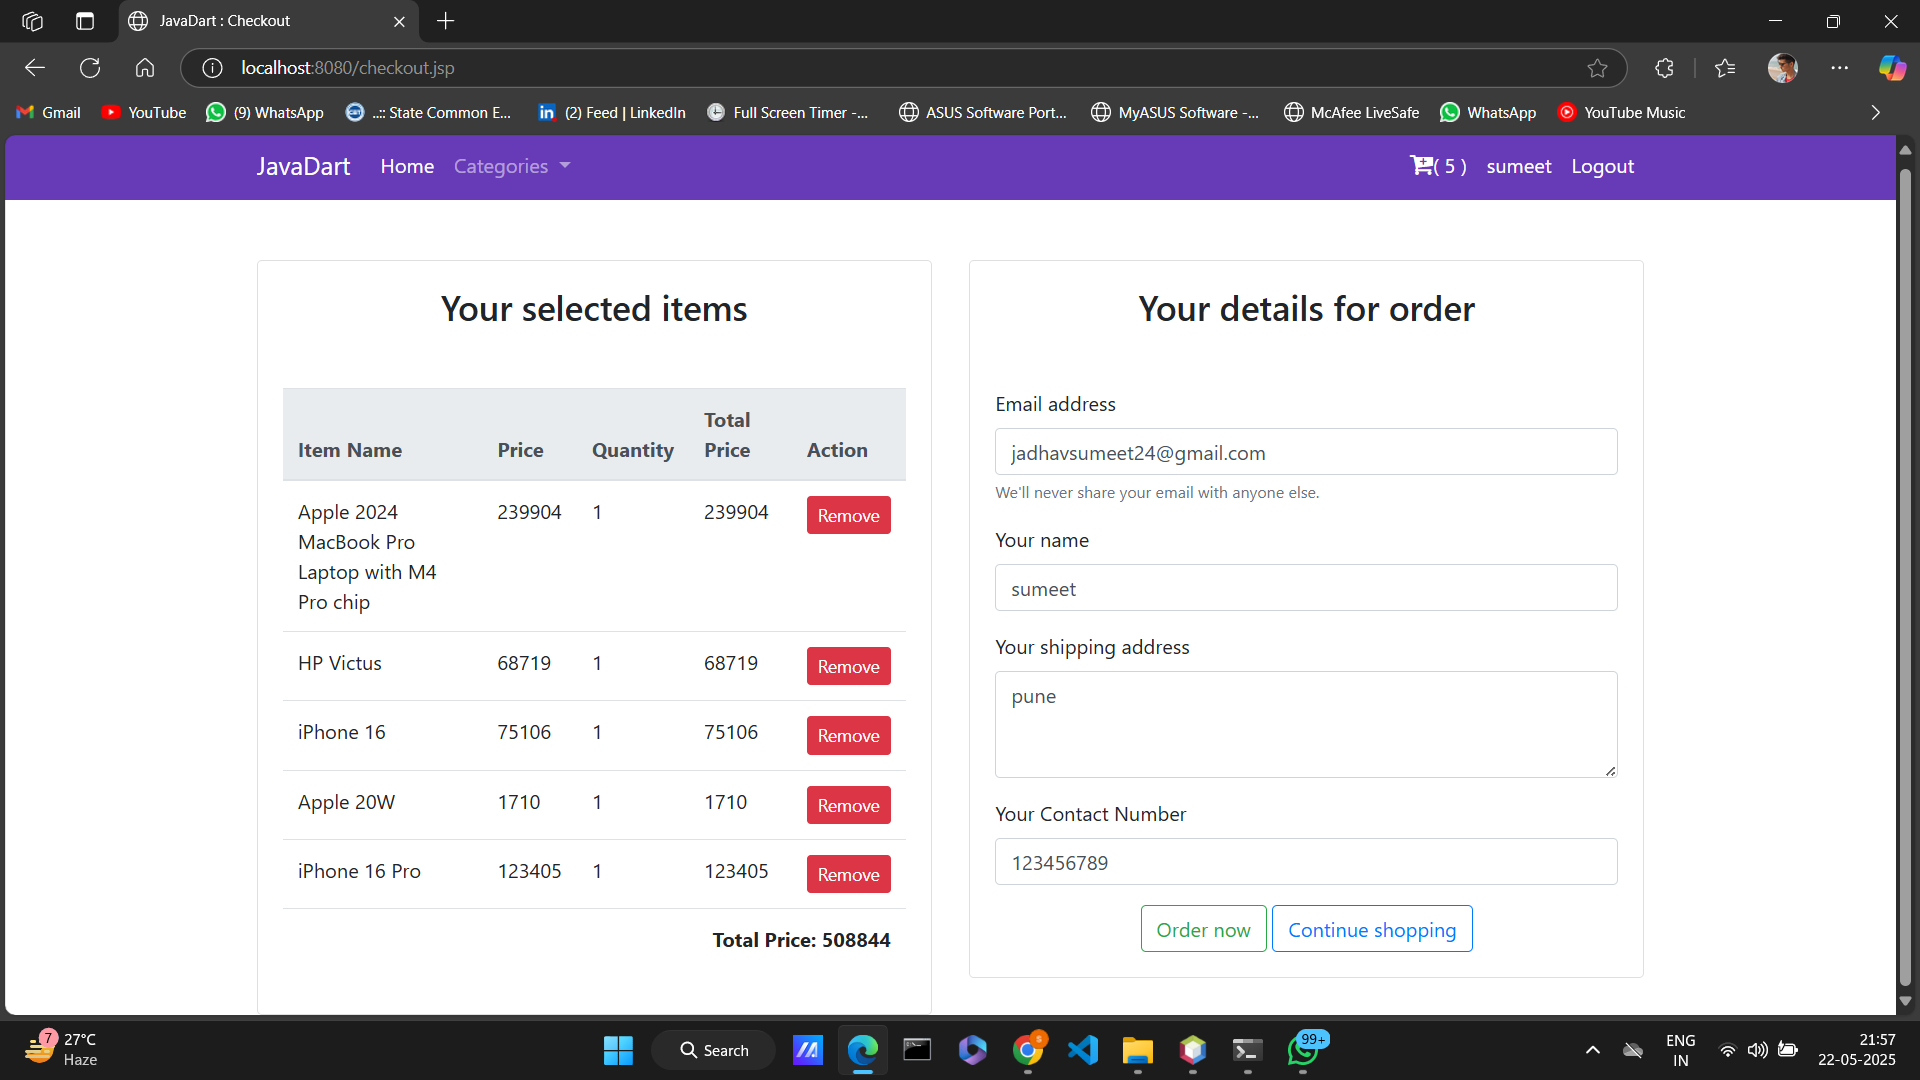 JavaDart : Checkout
localhost:8080/checkout.jsp
Gmail YouTube (9) WhatsApp ..:: State Common E... (2) Feed | LinkedIn Full Screen Timer -... ASUS Software Port... MyASUS Software -... McAfee LiveSafe WhatsApp YouTube Music
JavaDart Home Categories ( 5 ) sumeet Logout
Your selected items
Item Name Price Quantity Total Price Action
Apple 2024 239904 1 239904 Remove
MacBook Pro
Laptop with M4
Pro chip
HP Victus 68719 1 68719 Remove
iPhone 16 75106 1 75106 Remove
Apple 20W 1710 1 1710 Remove
iPhone 16 Pro 123405 1 123405 Remove
Total Price: 508844
Your details for order
Email address
jadhavsumeet24@gmail.com
We'll never share your email with anyone else.
Your name
sumeet
Your shipping address
pune
Your Contact Number
123456789
Order now Continue shopping
7 27°C
Haze
Search
99+
ENG
IN
21:57
22-05-2025